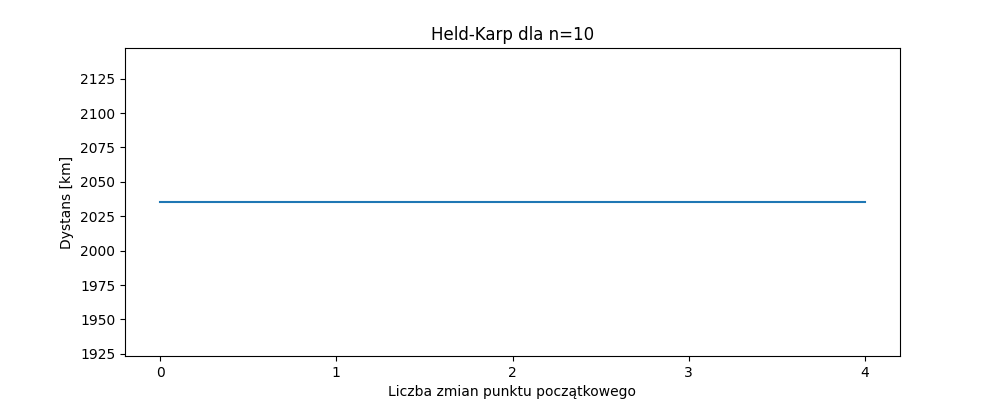 Held-Karp dla n=10
Dystans [km]
2125
2100
2075
2050
2025
2000
1975
1950
1925
0 1 2 3 4
Liczba zmian punktu początkowego